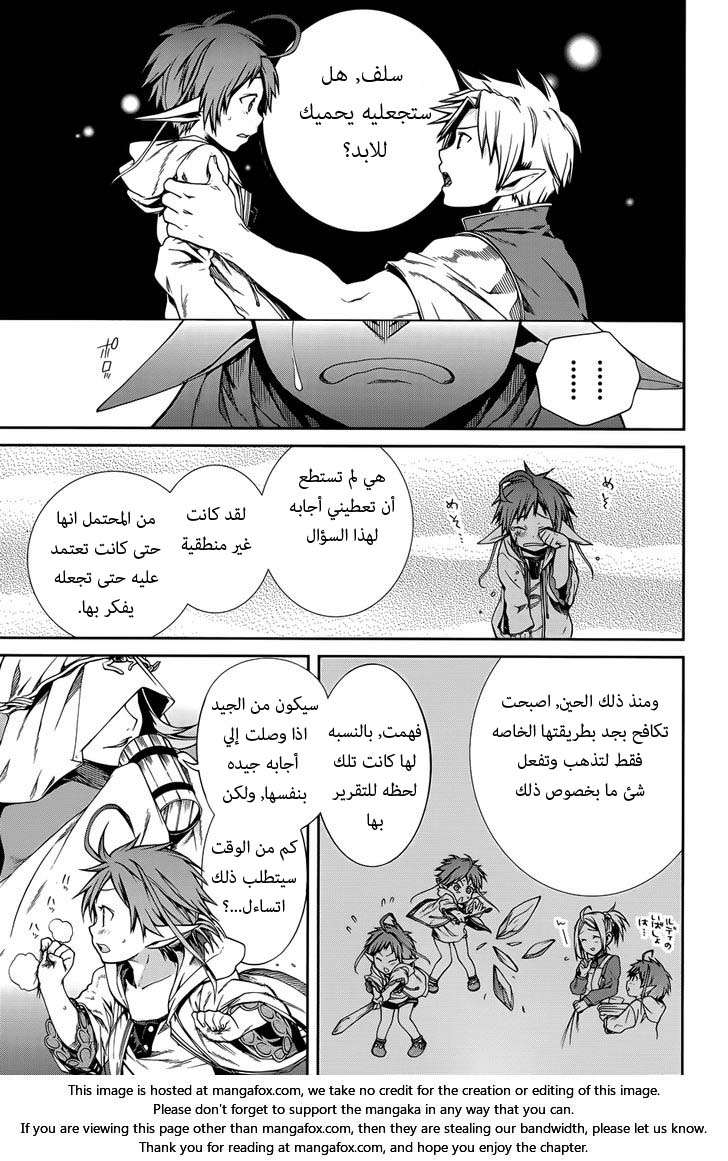 سلف, هل
ستجعليه يحميك
للابد؟
ポロ
هي لم تستطع
أن تعطيني أجابه
لهذا السؤال
لقد كانت
غير منطقية
من المحتمل انها
حتى كانت تعتمد
عليه حتى تجعله
يفكر بها.
めそ
めそ…
ومنذ ذلك الحين, اصبحت
تكافح بجد بطريقتها الخاصه
فقط لتذهب وتفعل
شئ ما بخصوص ذلك
فهمت, بالنسبه
لها كانت تلك
لحظه للتقرير
بها
سيكون من الجيد
اذا وصلت إلي
أجابه جيده
بنفسها, ولكن
كم من الوقت
سيتطلب ذلك
اتساءل...؟
This image is hosted at mangafox.com, we take no credit for the creation or editing of this image.
Please don't forget to support the mangaka in any way that you can.
If you are viewing this page other than mangafox.com, then they are stealing our bandwidth, please let us know.
Thank you for reading at mangafox.com, and hope you enjoy the chapter.